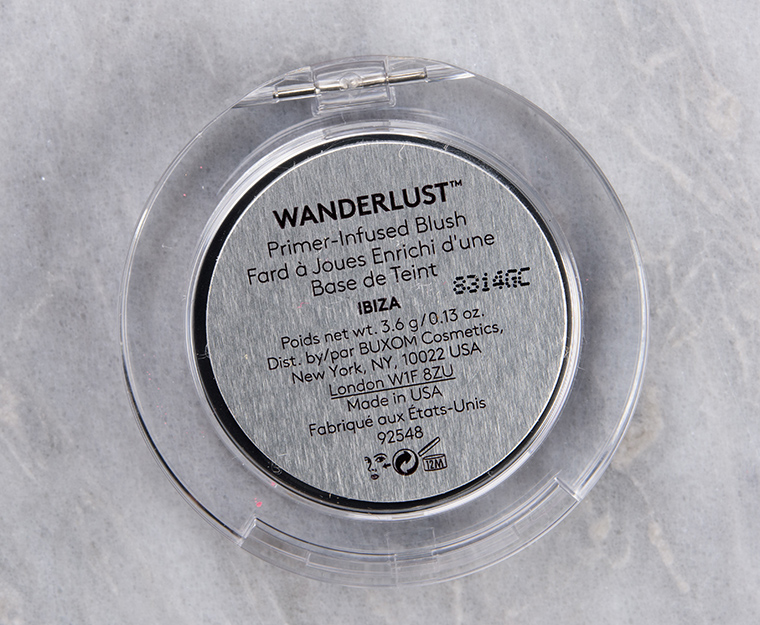 WANDERLUST™
Primer-Infused Blush
Fard à Joues Enrichi d'une
Base de Teint
8314GC
IBIZA
Poids net wt. 3.6 g/0.13 oz.
Dist. by/par BUXOM Cosmetics,
New York, NY, 10022 USA
London W1F 8ZU
Made in USA
Fabriqué aux États-Unis
92548
12M